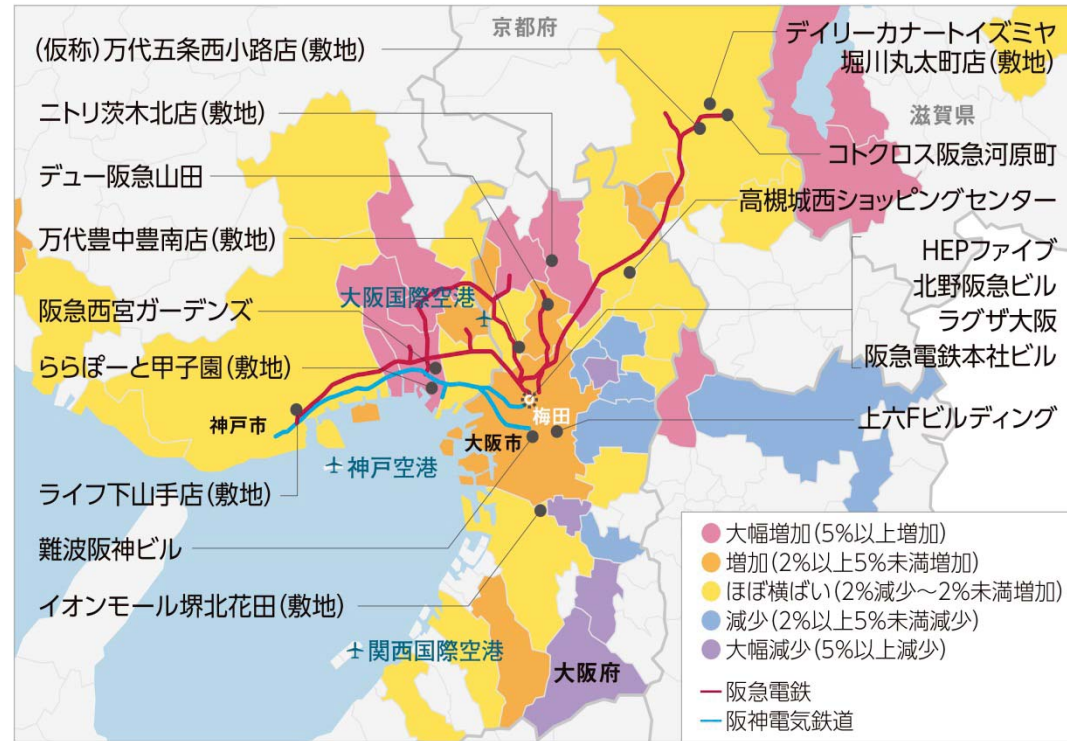 京都府
(仮称)万代五条西小路店(敷地)
ニトリ茨木北店(敷地)
デュー阪急山田
万代豊中豊南店(敷地)
阪急西宮ガーデンズ
ららぽーと甲子園(敷地)
ライフ下山手店(敷地)
難波阪神ビル
イオンモール堺北花田(敷地)
デイリーカナートイズミヤ
堀川丸太町店(敷地)
滋賀県
コトクロス阪急河原町
高槻城西ショッピングセンター
HEPファイブ
北野阪急ビル
ラグザ大阪
阪急電鉄本社ビル
上六Fビルディング
大阪国際空港
梅田
神戸市
大阪市
神戸空港
関西国際空港
大阪府
大幅増加(5%以上増加)
増加(2%以上5%未満増加)
ほぼ横ばい(2%減少～2%未満増加)
減少(2%以上5%未満減少)
大幅減少(5%以上減少)
阪急電鉄
阪神電気鉄道